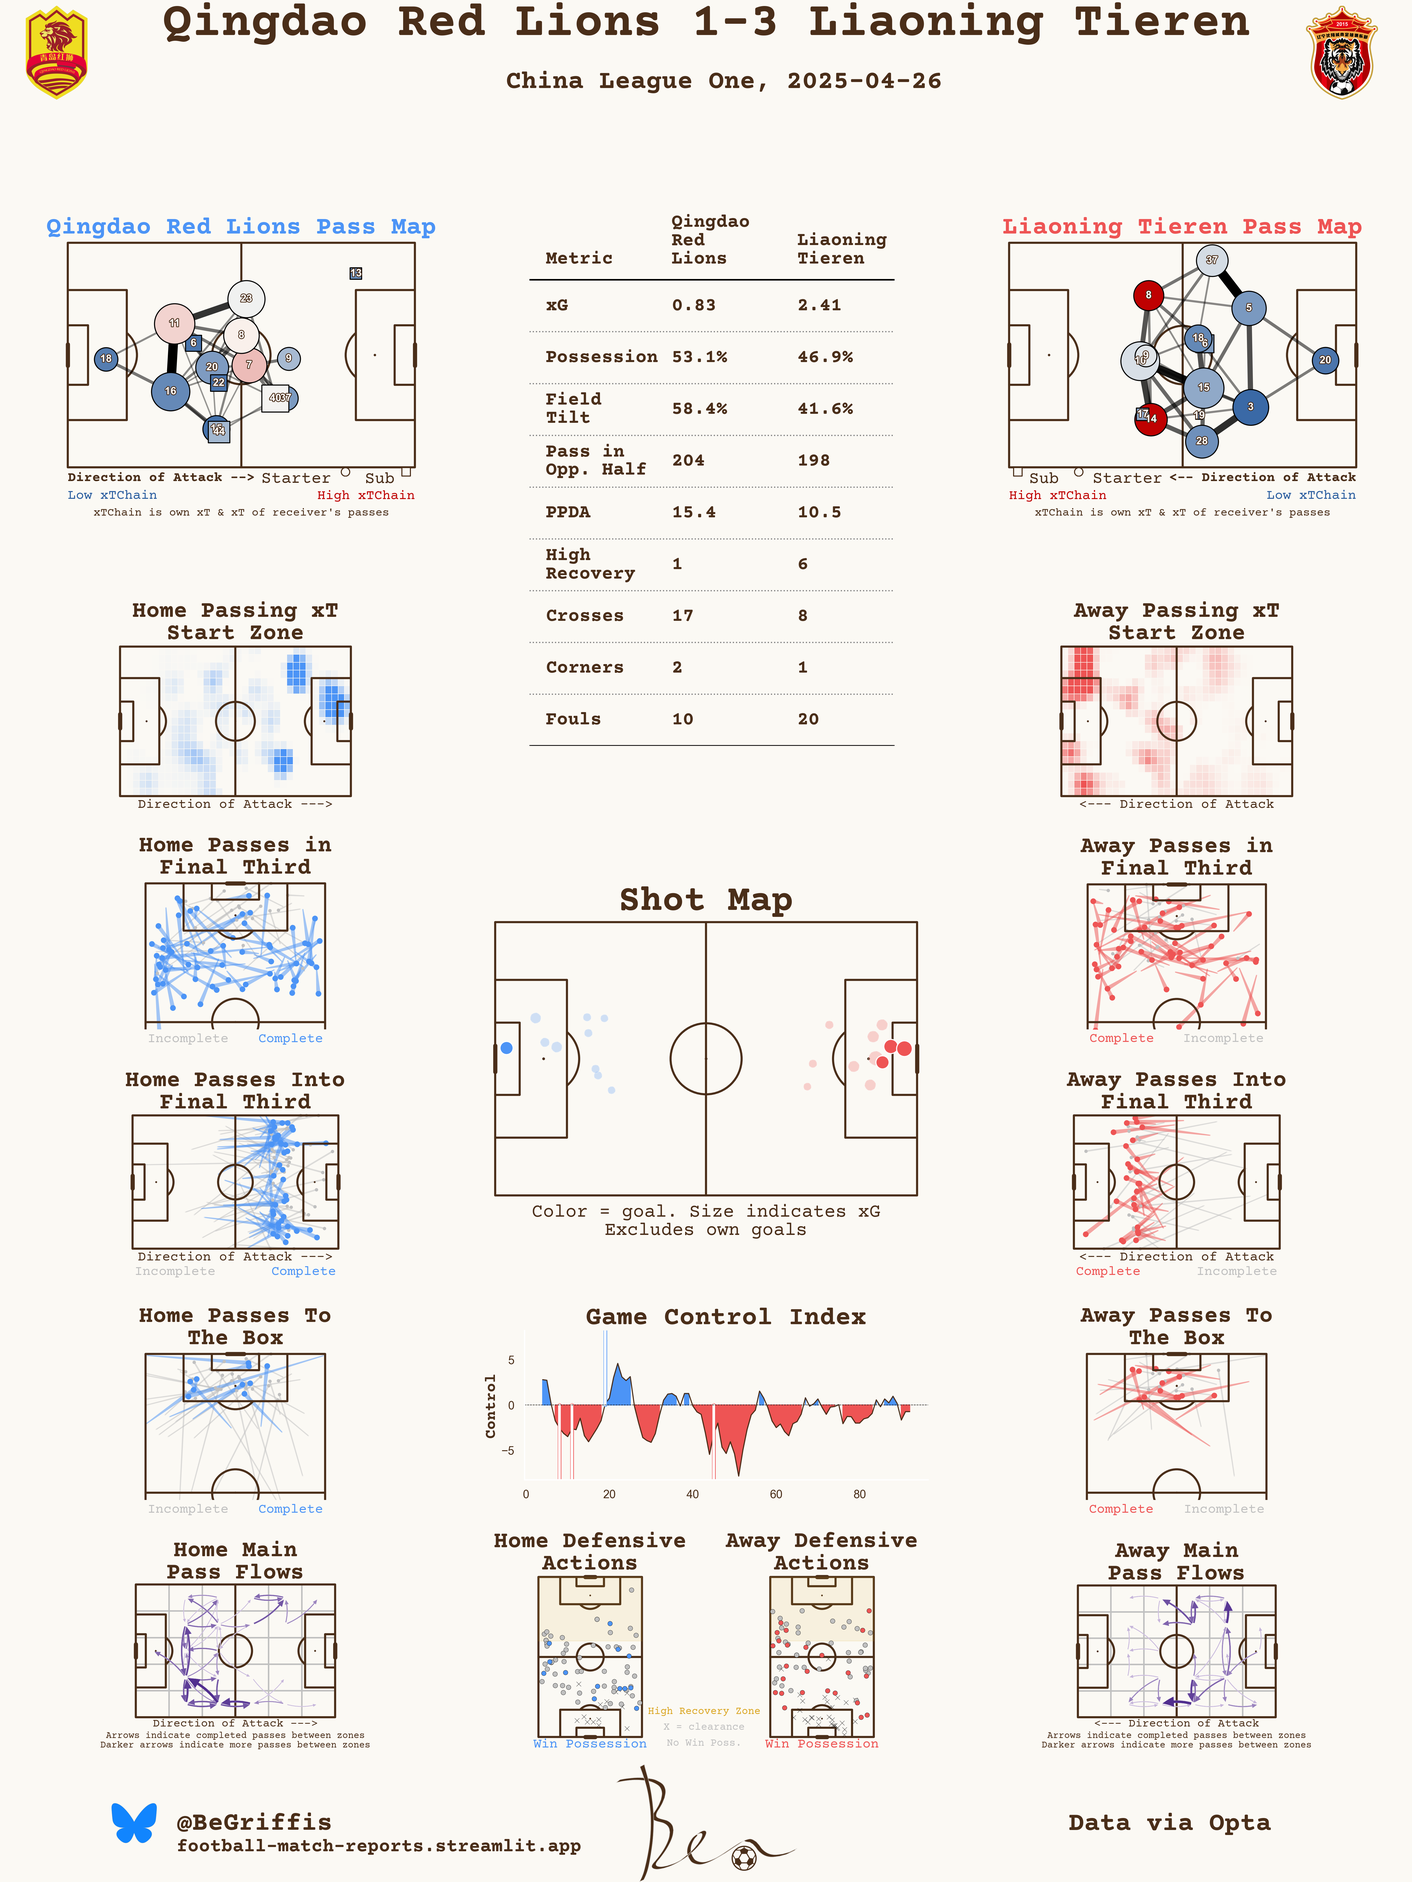 Qingdao Red Lions 1-3 Liaoning Tieren
China League One, 2025-04-26
2015
Qingdao Red Lions Pass Map
13
23
11
8
6
18
20
7
9
22
16
4037
44
Direction of Attack --> Starter Sub
Low xTChain High xTChain
xTChain is own xT & xT of receiver's passes
Metric Qingdao Red Lions Liaoning Tieren
xG 0.83 2.41
Possession 53.1% 46.9%
Field Tilt 58.4% 41.6%
Pass in Opp. Half 204 198
PPDA 15.4 10.5
High Recovery 1 6
Crosses 17 8
Corners 2 1
Fouls 10 20
Liaoning Tieren Pass Map
37
8
5
18
6
9
20
15
3
17
14
19
28
Sub Starter <-- Direction of Attack
High xTChain Low xTChain
xTChain is own xT & xT of receiver's passes
Home Passing xT
Start Zone
Direction of Attack --->
Away Passing xT
Start Zone
<--- Direction of Attack
Home Passes in
Final Third
Incomplete Complete
Away Passes in
Final Third
Complete Incomplete
Shot Map
Color = goal. Size indicates xG
Excludes own goals
Home Passes Into
Final Third
Direction of Attack --->
Incomplete Complete
Away Passes Into
Final Third
<--- Direction of Attack
Complete Incomplete
Home Passes To
The Box
Incomplete Complete
Game Control Index
Control
5
0
−5
0 20 40 60 80
Away Passes To
The Box
Complete Incomplete
Home Main
Pass Flows
Direction of Attack --->
Arrows indicate completed passes between zones
Darker arrows indicate more passes between zones
Home Defensive
Actions
Win Possession
High Recovery Zone
X = clearance
No Win Poss.
Away Defensive
Actions
Win Possession
Away Main
Pass Flows
<--- Direction of Attack
Arrows indicate completed passes between zones
Darker arrows indicate more passes between zones
@BeGriffis
football-match-reports.streamlit.app
Ben
Data via Opta